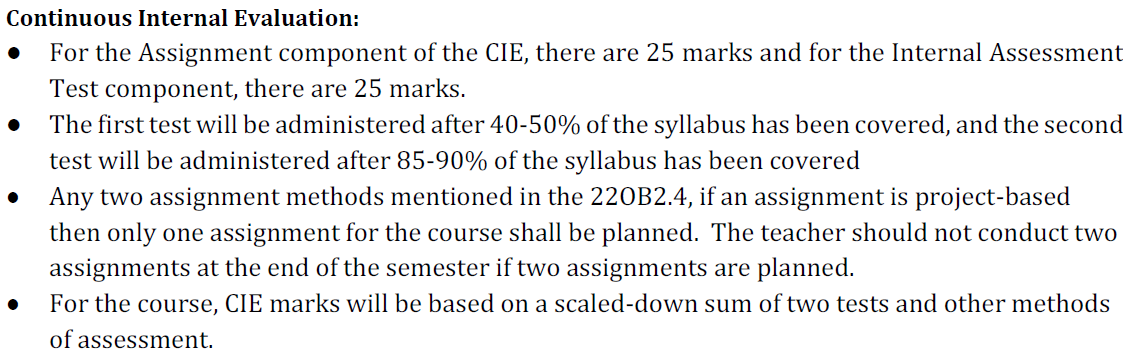 Continuous Internal Evaluation:
● For the Assignment component of the CIE, there are 25 marks and for the Internal Assessment
Test component, there are 25 marks.
● The first test will be administered after 40-50% of the syllabus has been covered, and the second
test will be administered after 85-90% of the syllabus has been covered
● Any two assignment methods mentioned in the 22OB2.4, if an assignment is project-based
then only one assignment for the course shall be planned. The teacher should not conduct two
assignments at the end of the semester if two assignments are planned.
● For the course, CIE marks will be based on a scaled-down sum of two tests and other methods
of assessment.